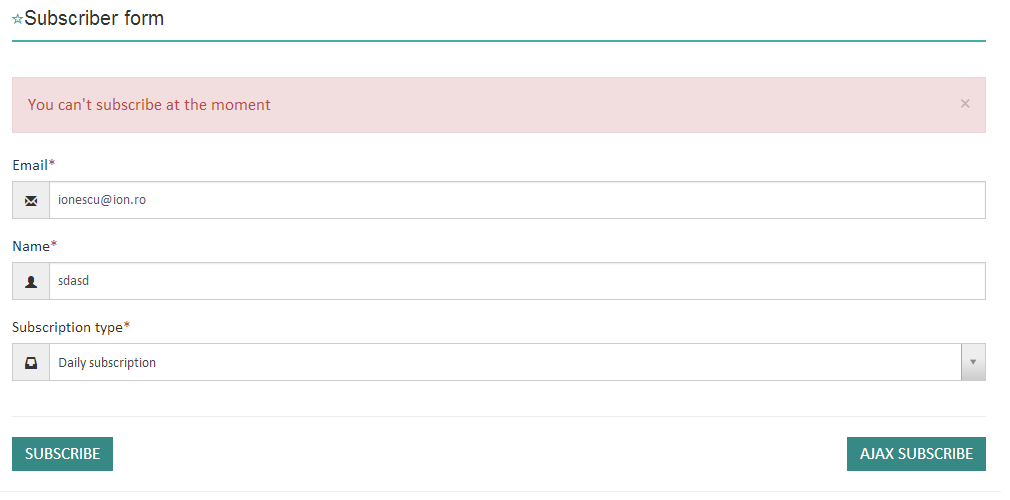 ☆Subscriber form
You can't subscribe at the moment ×
Email*
ionescu@ion.ro
Name*
sdasd
Subscription type*
Daily subscription
SUBSCRIBE AJAX SUBSCRIBE